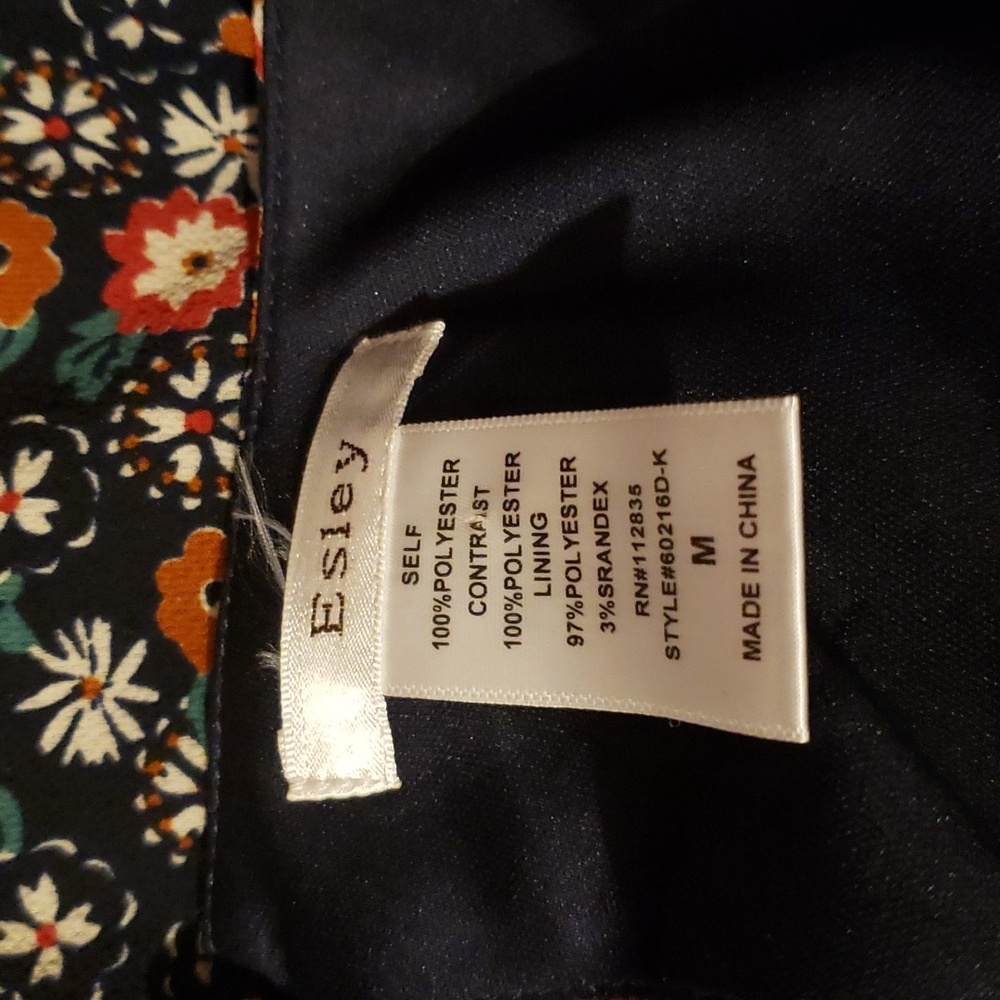 Esley
SELF
100%POLYESTER
CONTRAST
100%POLYESTER
LINING
97%POLYESTER
3%SRANDEX
RN#112835
STYLE#60216D-K
M
MADE IN CHINA